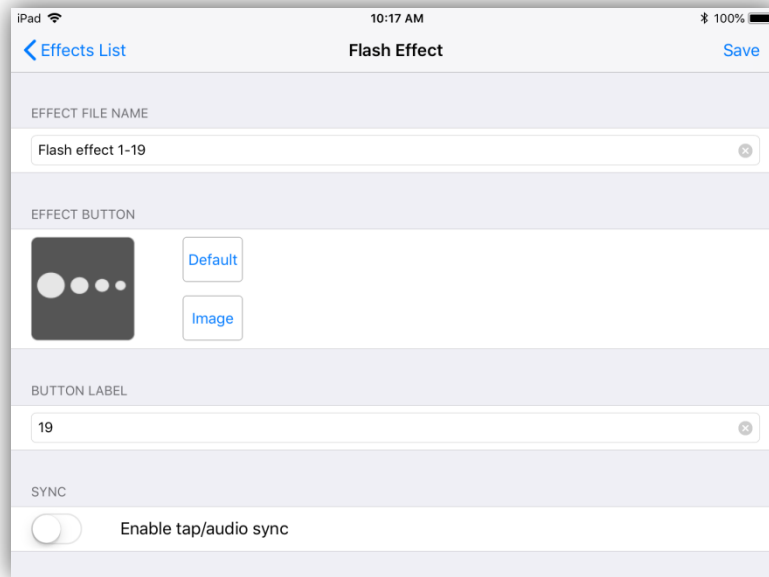 iPad 10:17 AM 100%
Effects List Flash Effect Save
EFFECT FILE NAME
Flash effect 1-19
EFFECT BUTTON
Default
Image
BUTTON LABEL
19
SYNC
Enable tap/audio sync